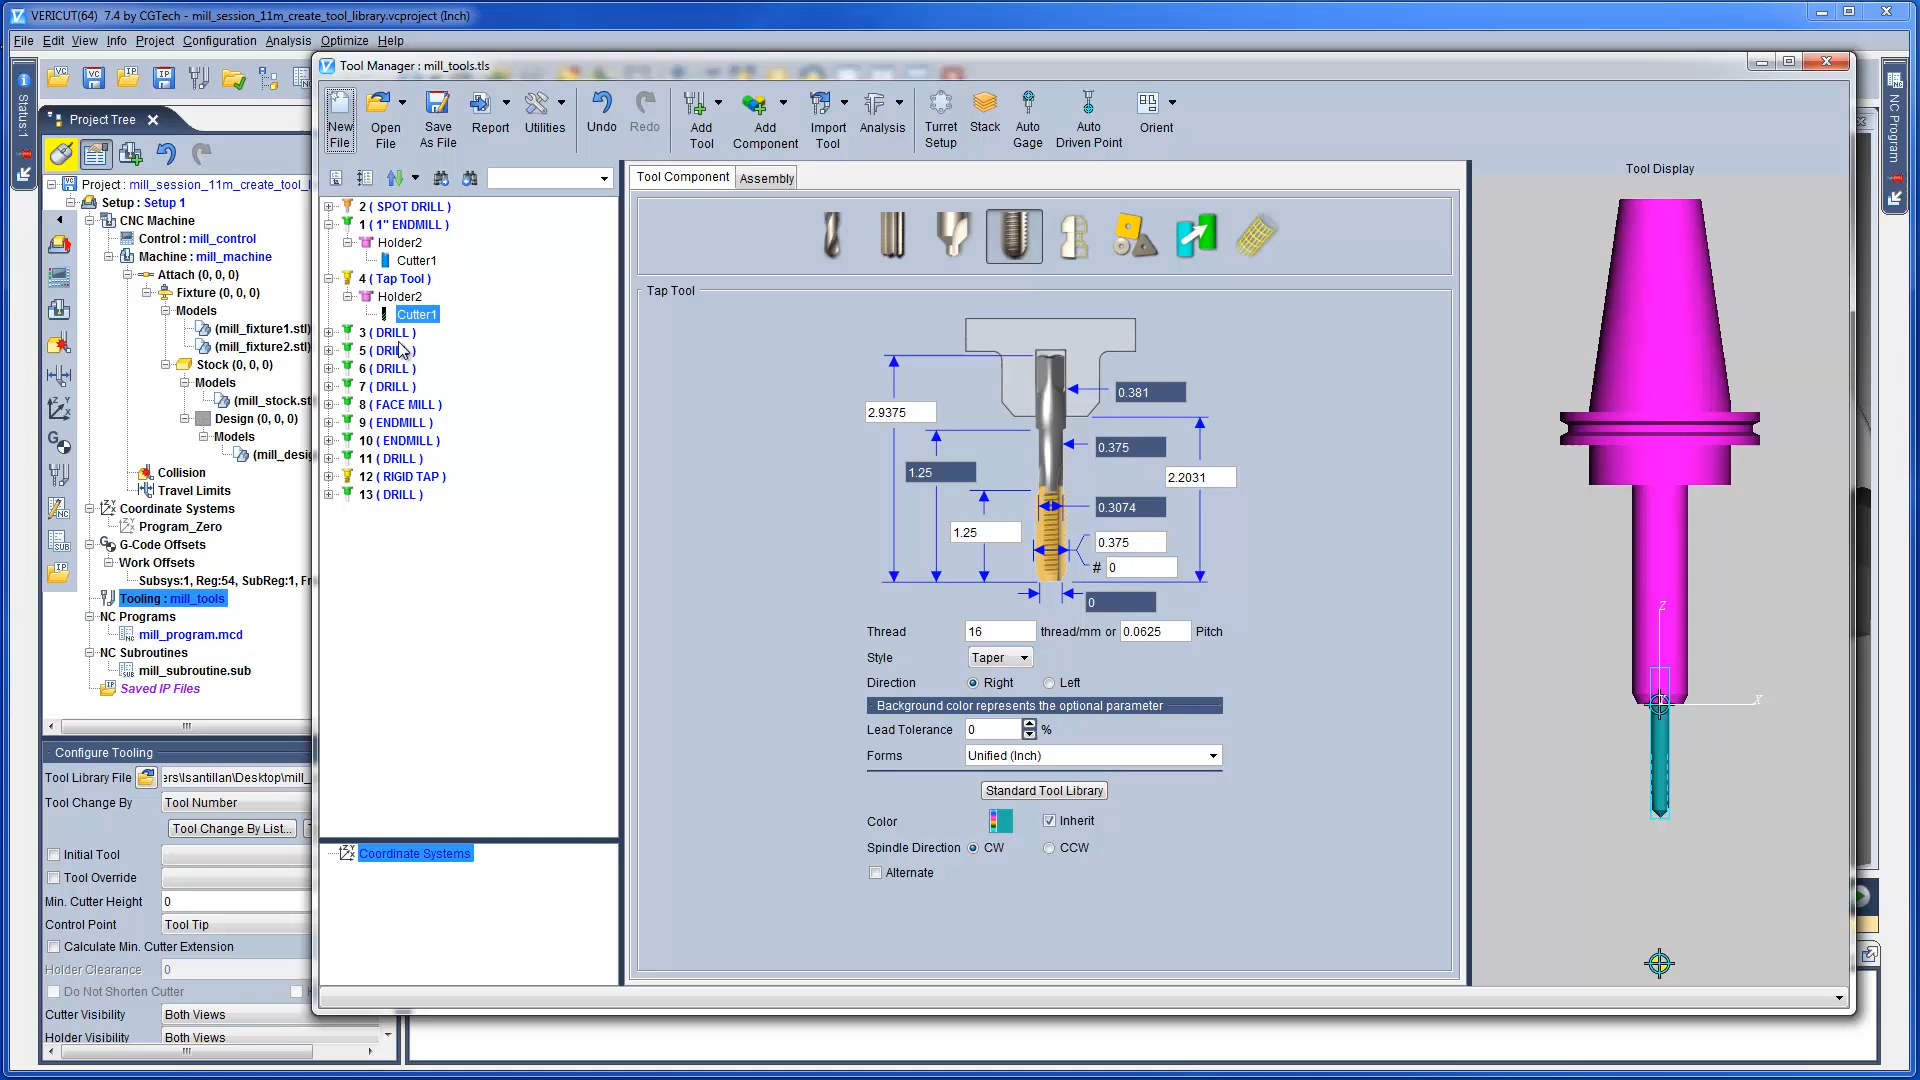 VERICUT(64) 7.4 by CGTech - mill_session_11m_create_tool_library.vcproject (Inch)
File Edit View Info Project Configuration Analysis Optimize Help
Tool Manager : mill_tools.tls
Status:1
NC Program
Project Tree
New File
Open File
Save As File
Report
Utilities
Undo
Redo
Add Tool
Add Component
Import Tool
Analysis
Turret Setup
Stack
Auto Gage
Auto Driven Point
Orient
Project : mill_session_11m_create_tool_l
Setup : Setup 1
CNC Machine
Control : mill_control
Machine : mill_machine
Attach (0, 0, 0)
Fixture (0, 0, 0)
Models
(mill_fixture1.stl)
(mill_fixture2.stl)
Stock (0, 0, 0)
Models
(mill_stock.st
Design (0, 0, 0)
Models
(mill_desig
Collision
Travel Limits
Coordinate Systems
Program_Zero
G-Code Offsets
Work Offsets
Subsys:1, Reg:54, SubReg:1, Fr
Tooling : mill_tools
NC Programs
mill_program.mcd
NC Subroutines
mill_subroutine.sub
Saved IP Files
Configure Tooling
Tool Library File ers\lsantillan\Desktop\mill_
Tool Change By Tool Number
Tool Change By List...
Initial Tool
Tool Override
Min. Cutter Height 0
Control Point Tool Tip
Calculate Min. Cutter Extension
Holder Clearance 0
Do Not Shorten Cutter
Cutter Visibility Both Views
Holder Visibility Both Views
2 ( SPOT DRILL )
1 ( 1" ENDMILL )
Holder2
Cutter1
4 ( Tap Tool )
Holder2
Cutter1
3 ( DRILL )
5 ( DRILL )
6 ( DRILL )
7 ( DRILL )
8 ( FACE MILL )
9 ( ENDMILL )
10 ( ENDMILL )
11 ( DRILL )
12 ( RIGID TAP )
13 ( DRILL )
Coordinate Systems
Tool Component Assembly
Tap Tool
0.381
2.9375
0.375
1.25
2.2031
0.3074
1.25
0.375
# 0
0
Thread 16 thread/mm or 0.0625 Pitch
Style Taper
Direction Right Left
Background color represents the optional parameter
Lead Tolerance 0 %
Forms Unified (Inch)
Standard Tool Library
Color Inherit
Spindle Direction CW CCW
Alternate
Tool Display
Z
X